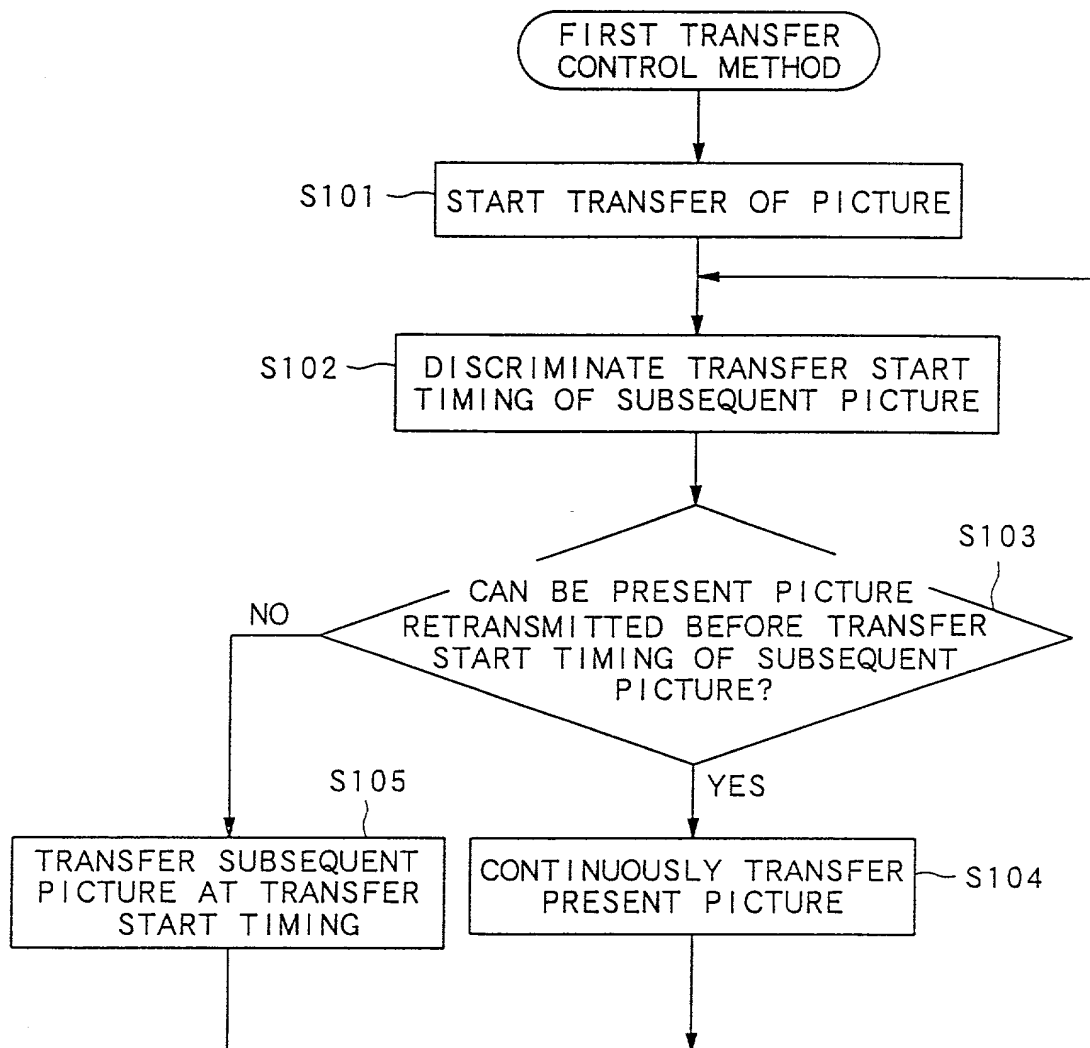 FIRST TRANSFER
CONTROL METHOD
S101
START TRANSFER OF PICTURE
S102
DISCRIMINATE TRANSFER START
TIMING OF SUBSEQUENT PICTURE
S103
CAN BE PRESENT PICTURE
RETRANSMITTED BEFORE TRANSFER
START TIMING OF SUBSEQUENT
PICTURE?
NO
YES
S105
TRANSFER SUBSEQUENT
PICTURE AT TRANSFER
START TIMING
CONTINUOUSLY TRANSFER
PRESENT PICTURE
S104